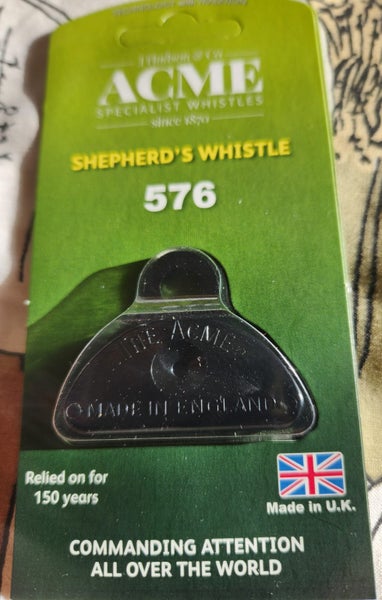 J Hudson & Co
ACME
SPECIALIST WHISTLES
since 1870
SHEPHERD'S WHISTLE
576
THE ACME
MADE IN ENGLAND
Relied on for
150 years
Made in U.K.
COMMANDING ATTENTION
ALL OVER THE WORLD